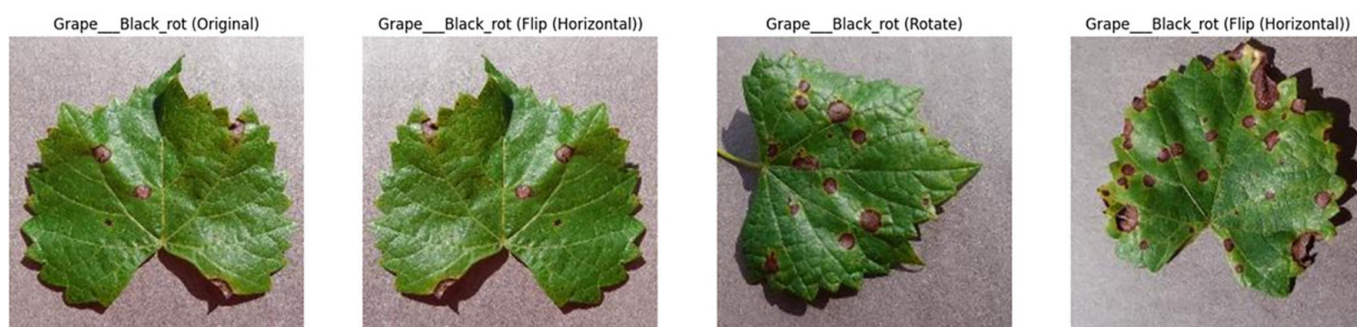 Grape___Black_rot (Original)
Grape___Black_rot (Flip (Horizontal))
Grape___Black_rot (Rotate)
Grape___Black_rot (Flip (Horizontal))